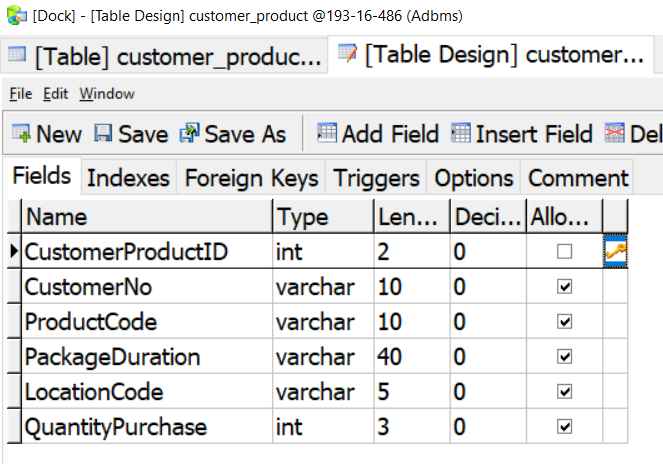 [Dock] - [Table Design] customer_product @193-16-486 (Adbms)
[Table] customer_produc... [Table Design] customer...
File Edit Window
New Save Save As Add Field Insert Field Del
Fields Indexes Foreign Keys Triggers Options Comment
Name Type Len... Deci... Allo...
CustomerProductID int 2 0
CustomerNo varchar 10 0
ProductCode varchar 10 0
PackageDuration varchar 40 0
LocationCode varchar 5 0
QuantityPurchase int 3 0